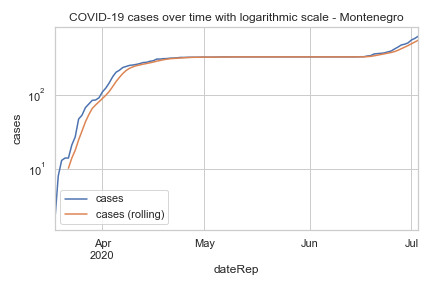 COVID-19 cases over time with logarithmic scale - Montenegro
cases
10²
10¹
cases
cases (rolling)
Apr
2020
May
Jun
Jul
dateRep